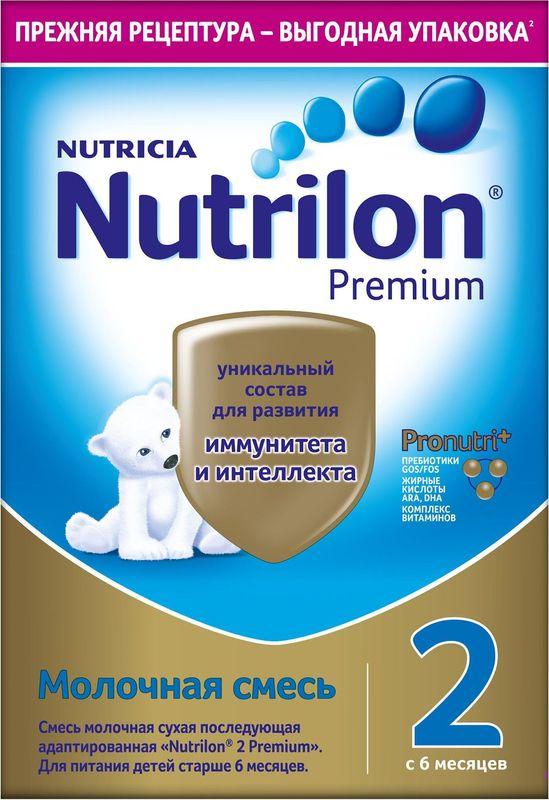 ПРЕЖНЯЯ РЕЦЕПТУРА – ВЫГОДНАЯ УПАКОВКА²
NUTRICIA
Nutrilon®
Premium
уникальный
состав
для развития
иммунитета
и интеллекта
Pronutri+
ПРЕБИОТИКИ
GOS/FOS
ЖИРНЫЕ
КИСЛОТЫ
ARA, DHA
КОМПЛЕКС
ВИТАМИНОВ
2
Молочная смесь
Смесь молочная сухая последующая
адаптированная «Nutrilon® 2 Premium».
Для питания детей старше 6 месяцев.
с 6 месяцев